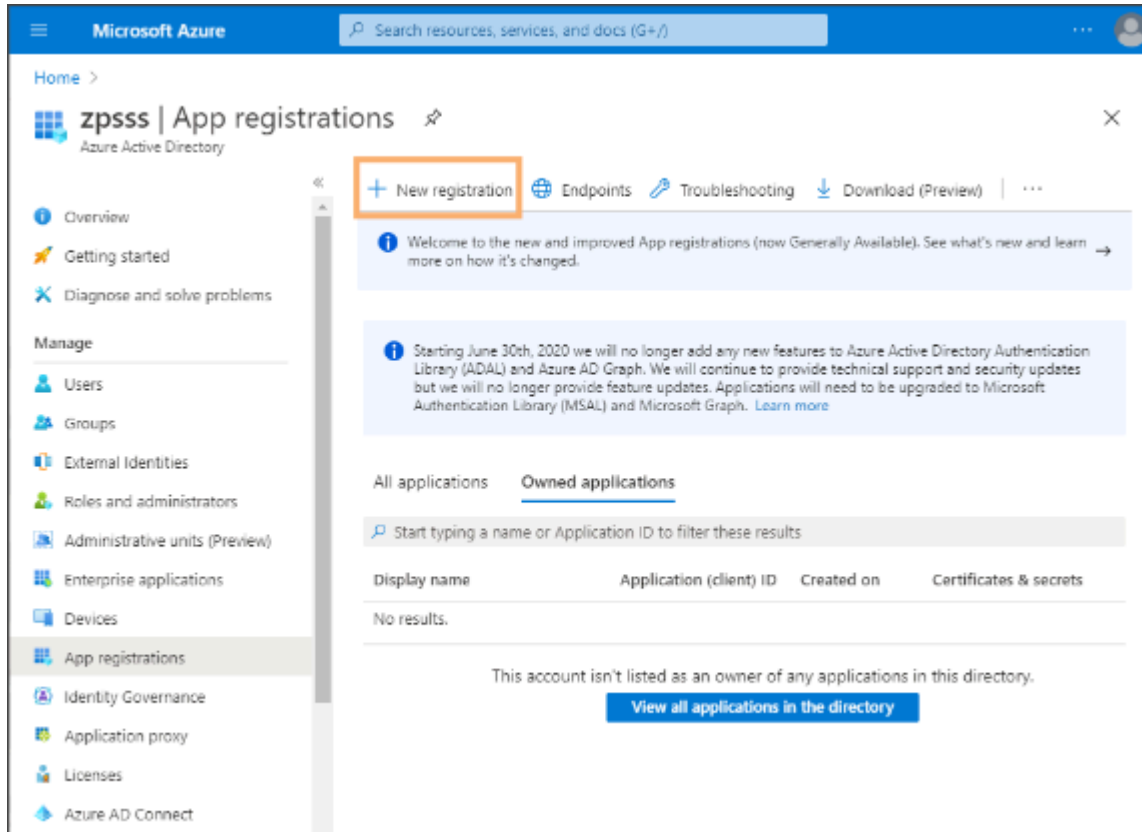 Microsoft Azure
Search resources, services, and docs (G+/)
Home >
zpsss | App registrations
Azure Active Directory
Overview
Getting started
Diagnose and solve problems
Manage
Users
Groups
External Identities
Roles and administrators
Administrative units (Preview)
Enterprise applications
Devices
App registrations
Identity Governance
Application proxy
Licenses
Azure AD Connect
New registration
Endpoints
Troubleshooting
Download (Preview)
Welcome to the new and improved App registrations (now Generally Available). See what's new and learn
more on how it's changed.
Starting June 30th, 2020 we will no longer add any new features to Azure Active Directory Authentication
Library (ADAL) and Azure AD Graph. We will continue to provide technical support and security updates
but we will no longer provide feature updates. Applications will need to be upgraded to Microsoft
Authentication Library (MSAL) and Microsoft Graph. Learn more
All applications
Owned applications
Start typing a name or Application ID to filter these results
Display name
Application (client) ID
Created on
Certificates & secrets
No results.
This account isn't listed as an owner of any applications in this directory.
View all applications in the directory